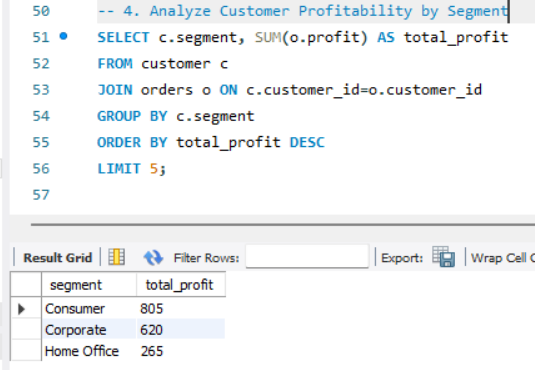 50 -- 4. Analyze Customer Profitability by Segment
51 SELECT c.segment, SUM(o.profit) AS total_profit
52 FROM customer c
53 JOIN orders o ON c.customer_id=o.customer_id
54 GROUP BY c.segment
55 ORDER BY total_profit DESC
56 LIMIT 5;
57
Result Grid Filter Rows: Export: Wrap Cell
segment total_profit
Consumer 805
Corporate 620
Home Office 265